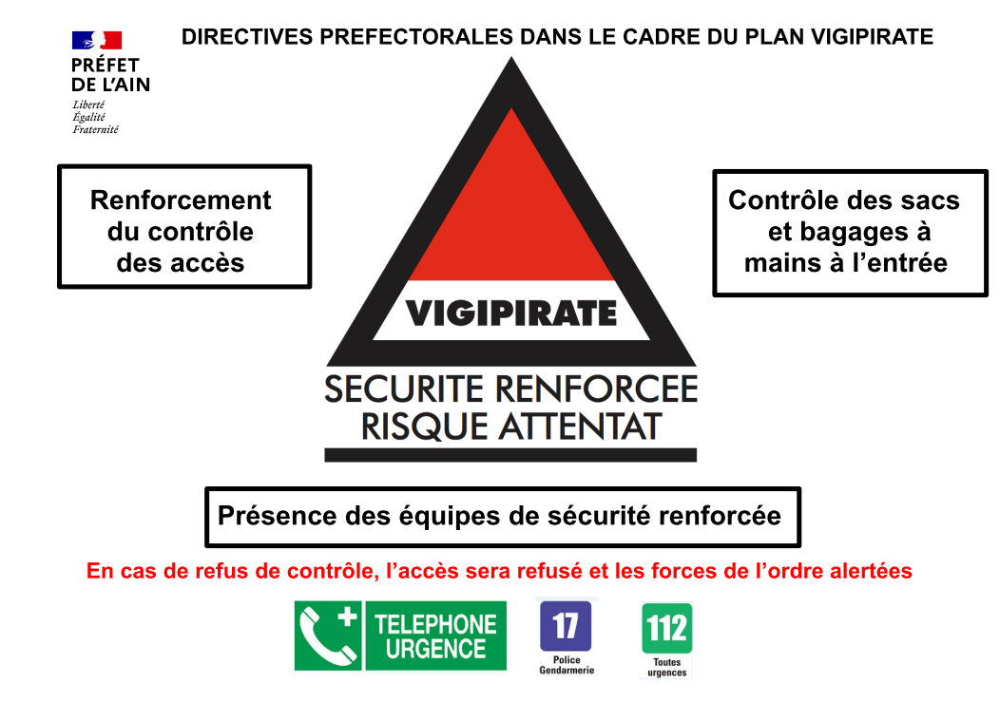 DIRECTIVES PREFECTORALES DANS LE CADRE DU PLAN VIGIPIRATE
PRÉFET
DE L'AIN
Liberté
Égalité
Fraternité
Renforcement
du contrôle
des accès
Contrôle des sacs
et bagages à
mains à l'entrée
VIGIPIRATE
SECURITE RENFORCEE
RISQUE ATTENTAT
Présence des équipes de sécurité renforcée
En cas de refus de contrôle, l'accès sera refusé et les forces de l'ordre alertées
TELEPHONE
URGENCE
17
Police
Gendarmerie
112
Toutes
urgences